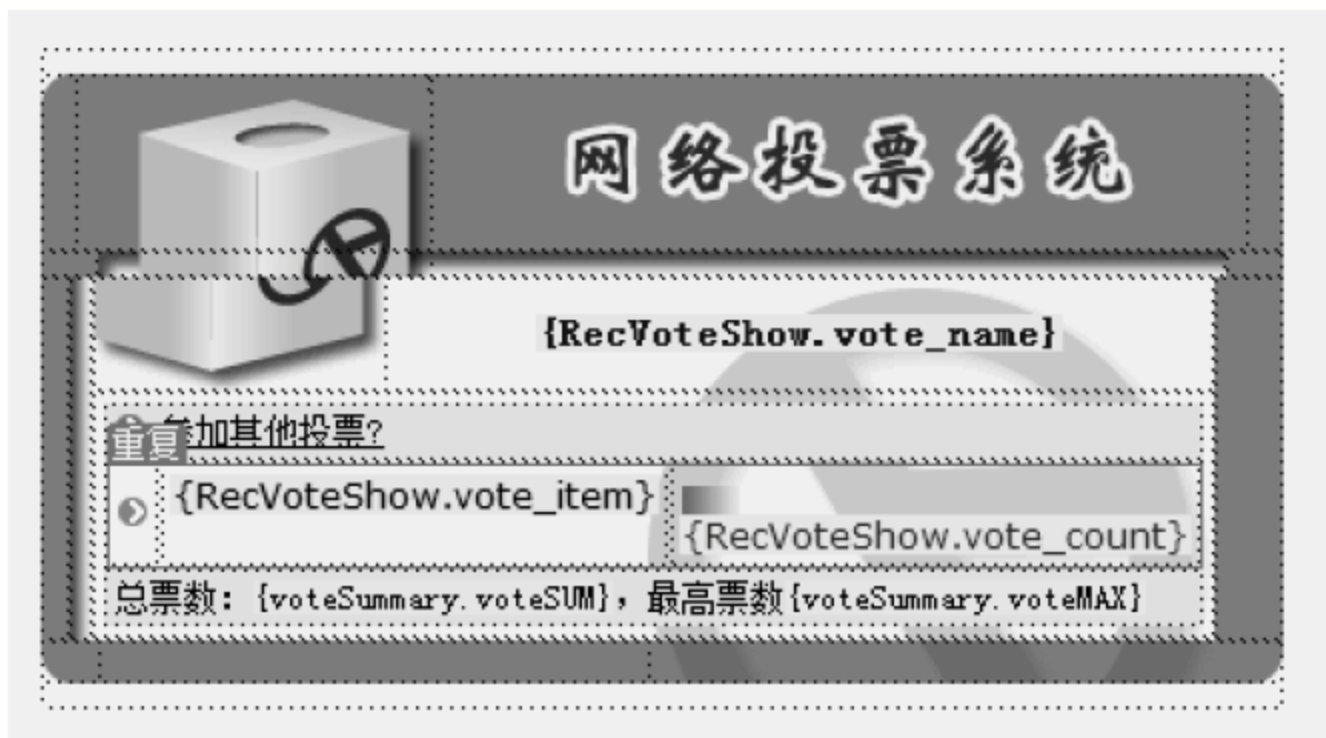 网络投票系统
{RecVoteShow.vote_name}
重复
参加其他投票?
{RecVoteShow.vote_item}
{RecVoteShow.vote_count}
总票数：{voteSummary.voteSUM}，最高票数{voteSummary.voteMAX}